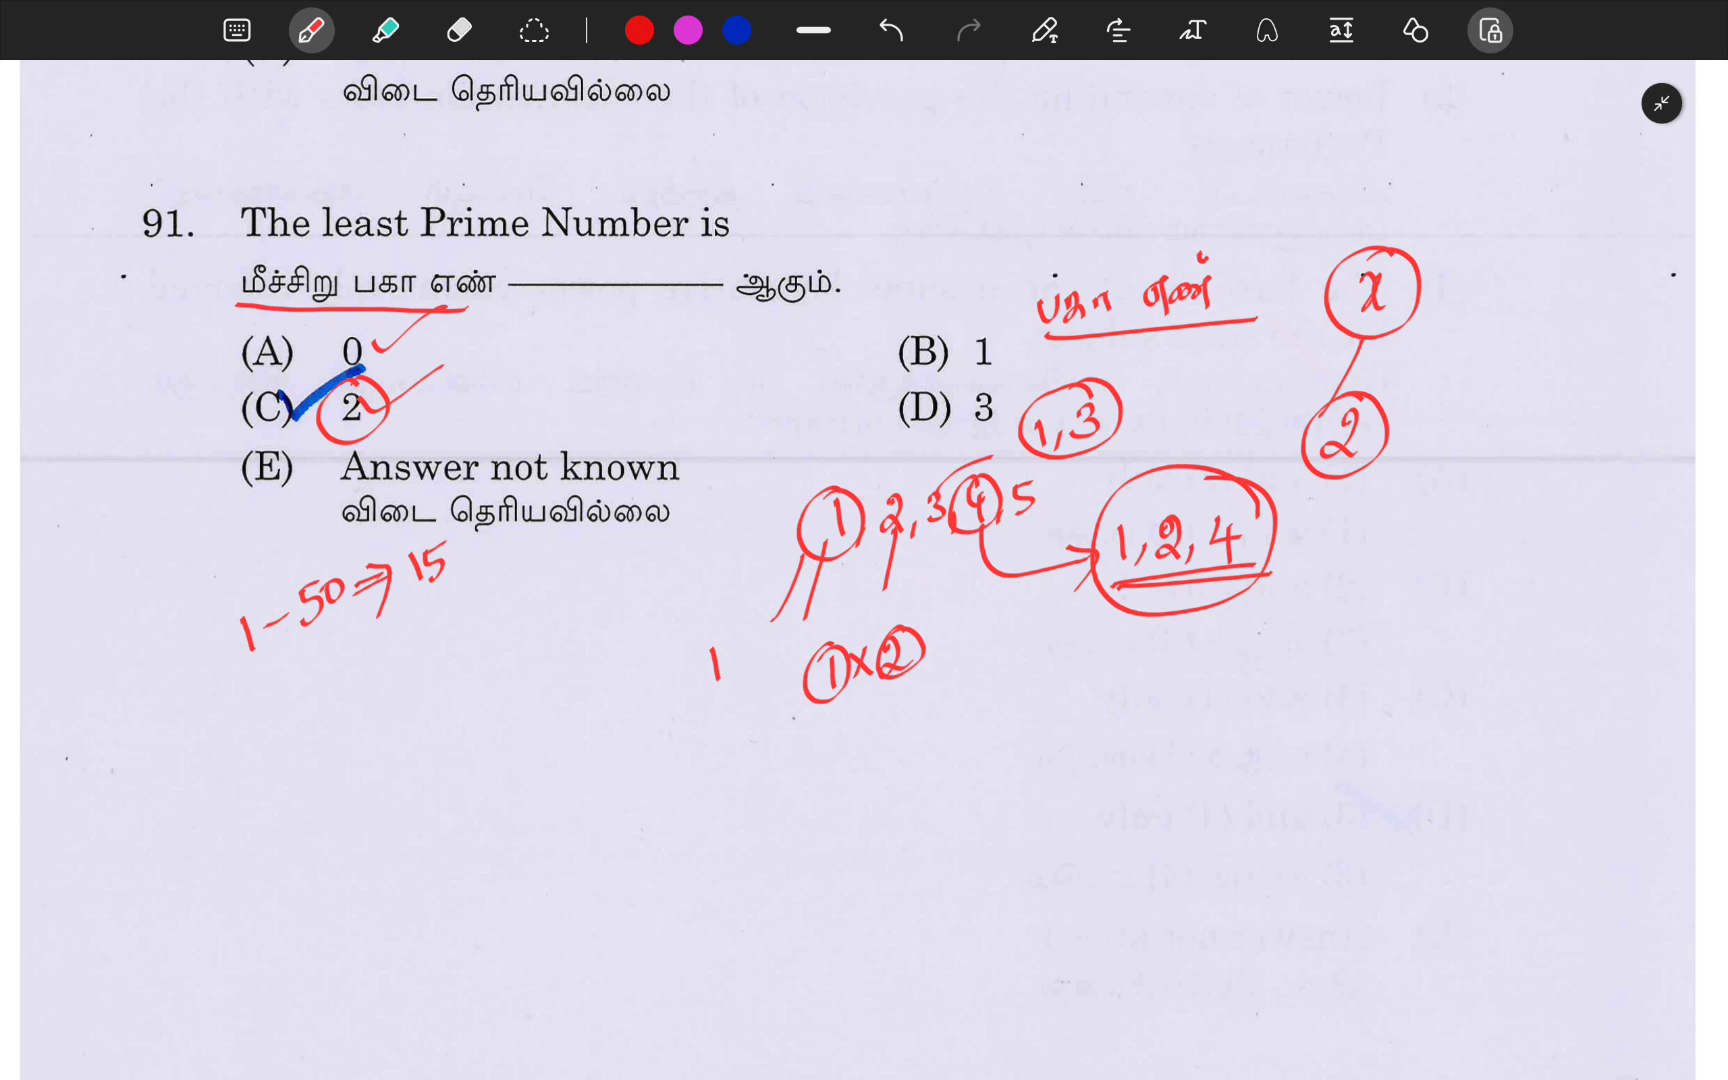 விடை தெரியவில்லை
91. The least Prime Number is
மீச்சிறு பகா எண் ———— ஆகும்.
பகா எண்
x
(A) 0 (B) 1
(C) 2 (D) 3
1, 3
2
(E) Answer not known
விடை தெரியவில்லை
1, 2, 3, 4, 5
1, 2, 4
1 - 50 ⇒ 15
1
1 x 2